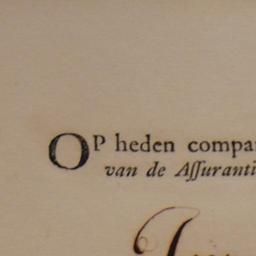 OP heden compa
van de Assuranti